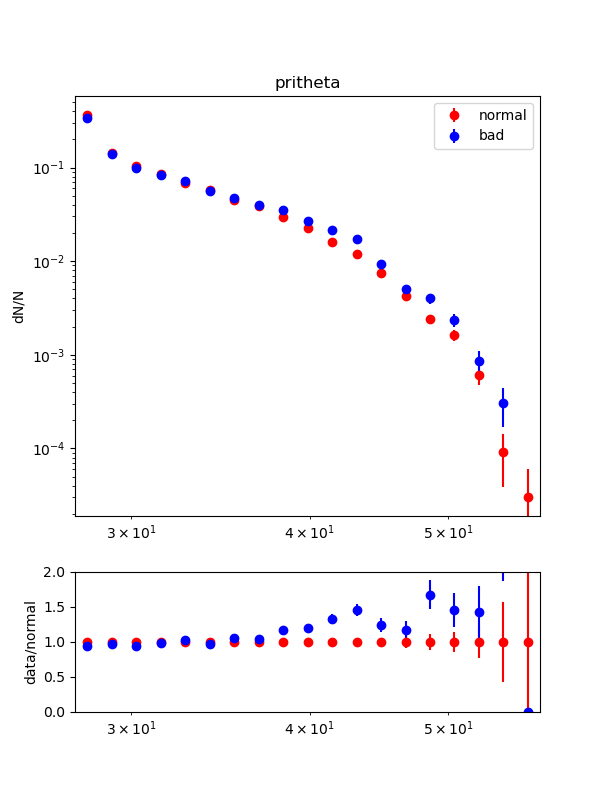 pritheta
normal
bad
dN/N
10⁻¹
10⁻²
10⁻³
10⁻⁴
3 × 10¹
4 × 10¹
5 × 10¹
data/normal
2.0
1.5
1.0
0.5
0.0
3 × 10¹
4 × 10¹
5 × 10¹